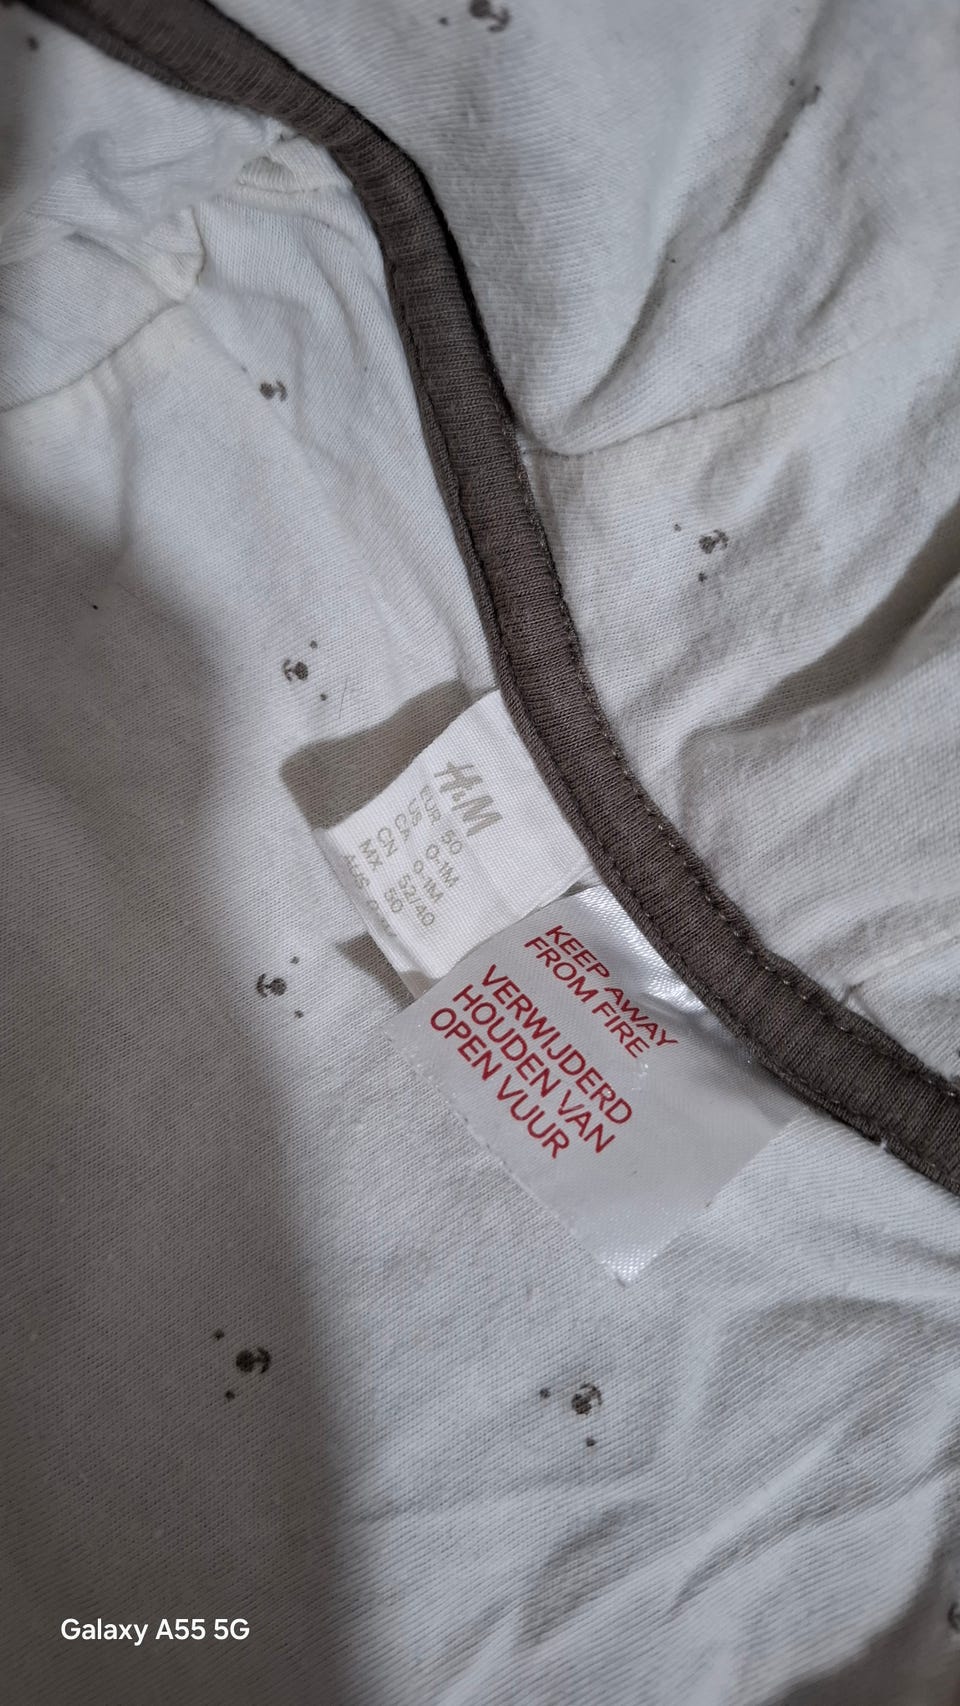 H&M
EUR 50
US 0-1M
CA 0-1M
CN 52/40
MX 50
AUS
KEEP AWAY
FROM FIRE
VERWIJDERD
HOUDEN VAN
OPEN VUUR
Galaxy A55 5G